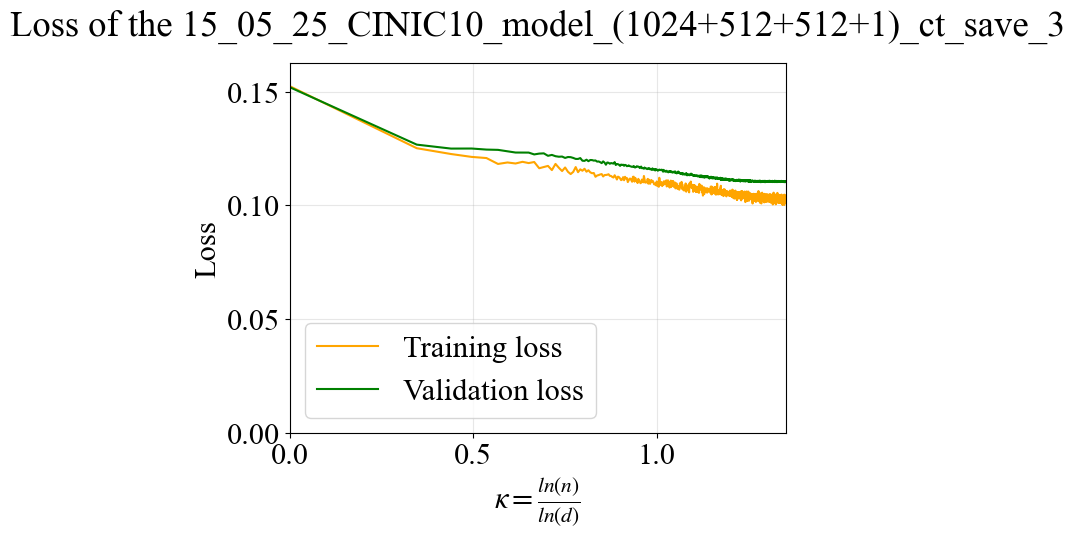 Loss of the 15_05_25_CINIC10_model_(1024+512+512+1)_ct_save_3
0.15
0.10
0.05
0.00
Loss
Training loss
Validation loss
0.0 0.5 1.0
κ = ln(n)/ln(d)